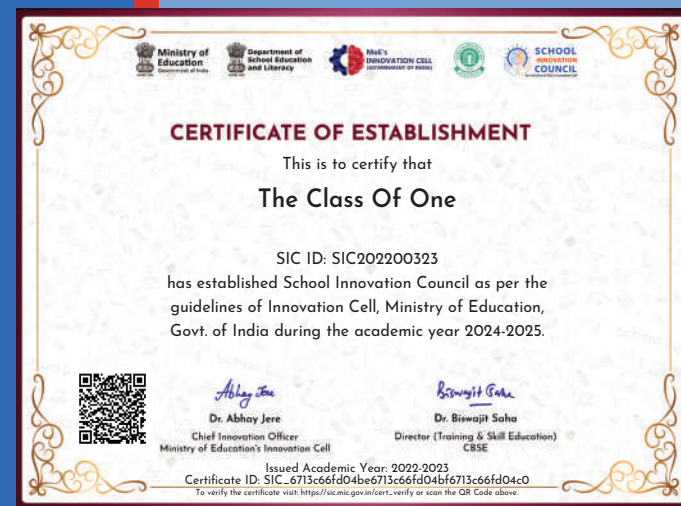 Ministry of
Education
Government of India
Department of
School Education
and Literacy
MoE's
INNOVATION CELL
(GOVERNMENT OF INDIA)
SCHOOL
INNOVATION
COUNCIL
CERTIFICATE OF ESTABLISHMENT
This is to certify that
The Class Of One
SIC ID: SIC202200323
has established School Innovation Council as per the
guidelines of Innovation Cell, Ministry of Education,
Govt. of India during the academic year 2024-2025.
Abhay Jere
Biswajit Saha
Dr. Abhay Jere
Dr. Biswajit Saha
Chief Innovation Officer
Director (Training & Skill Education)
Ministry of Education's Innovation Cell
CBSE
Issued Academic Year: 2022-2023
Certificate ID: SIC_6713c66fd04be6713c66fd04bf6713c66fd04c0
To verify the certificate visit: https://sic.mic.gov.in/cert_verify or scan the QR Code above.